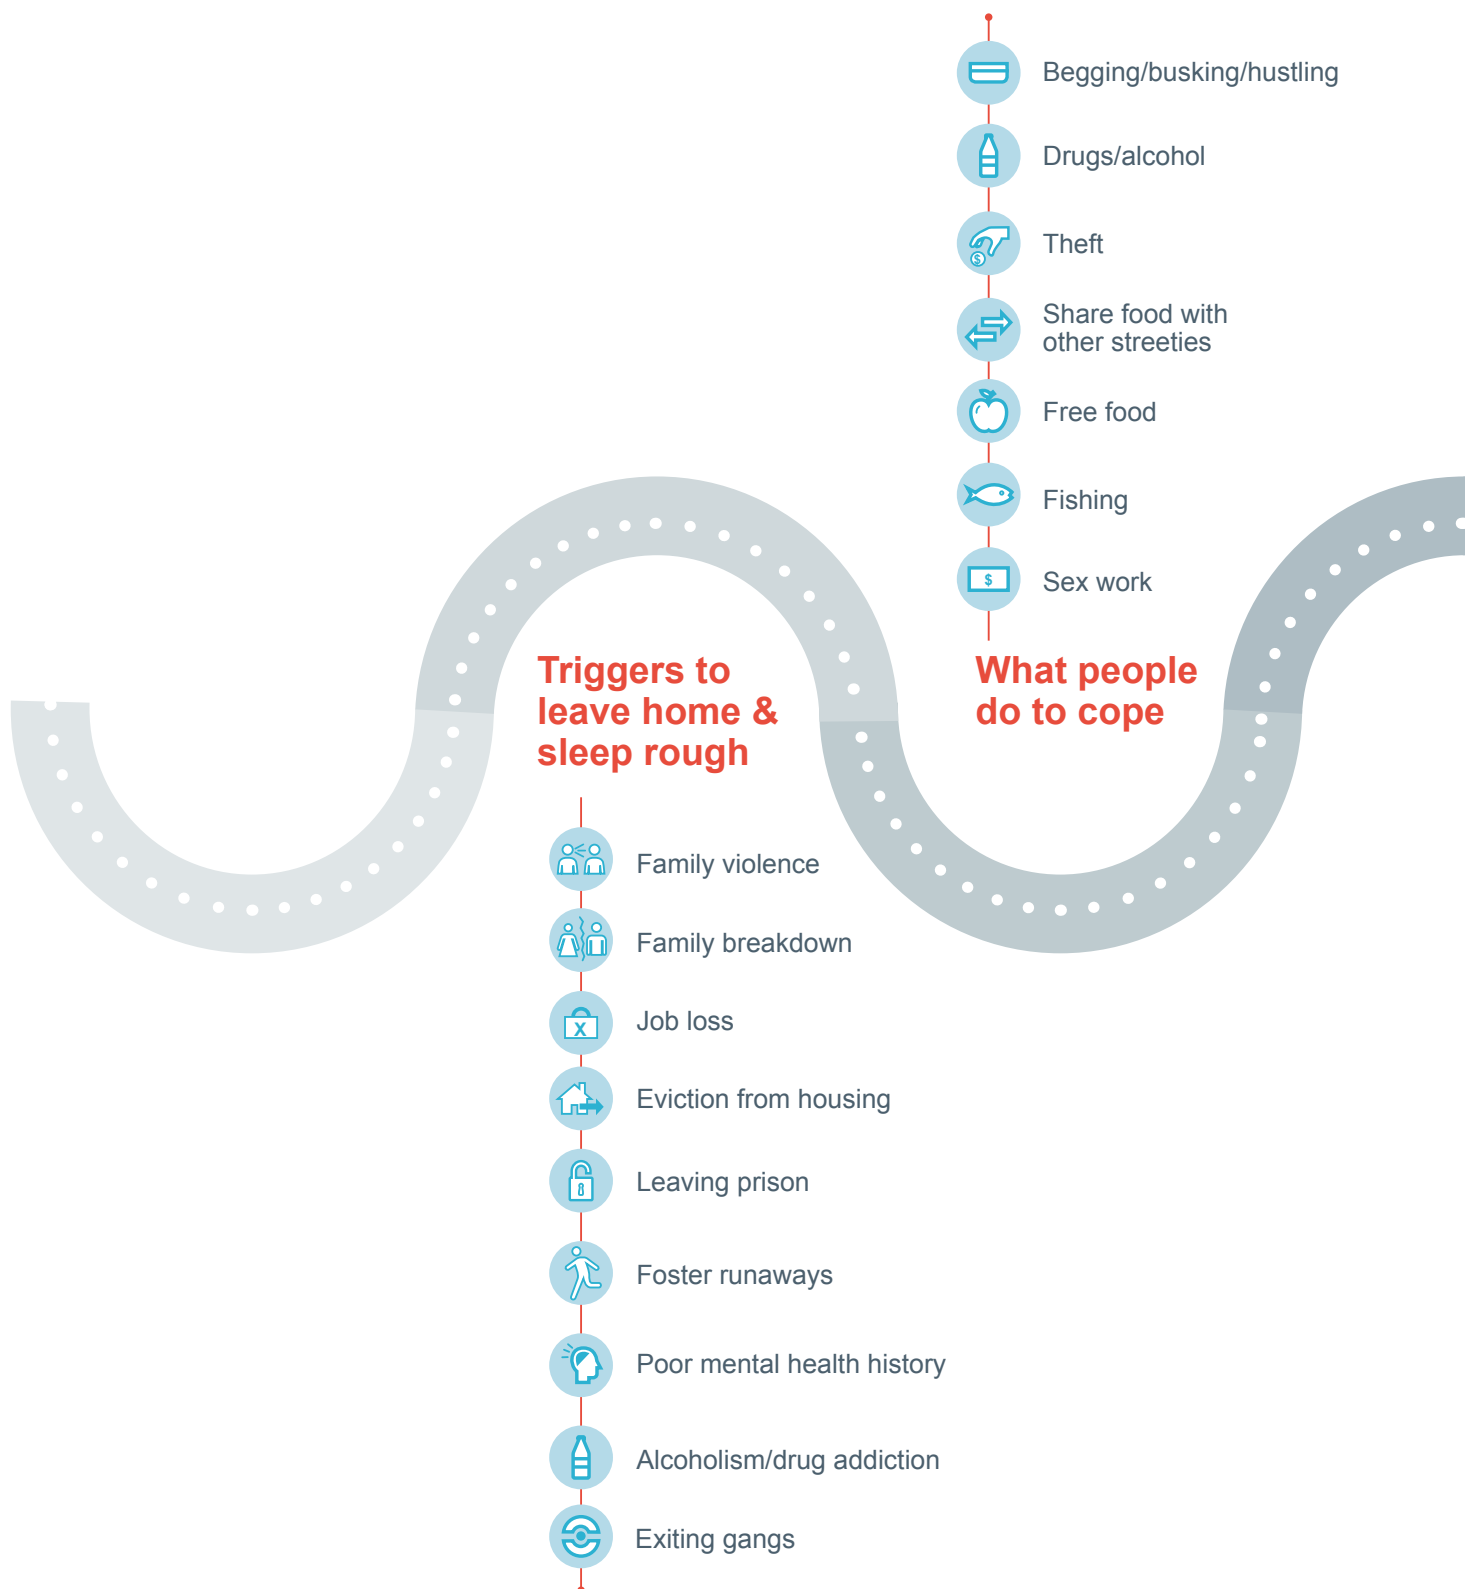 Begging/busking/hustling
Drugs/alcohol
$
Theft
Share food with
other streeties
Free food
Fishing
$
Sex work
What people
do to cope
Triggers to
leave home &
sleep rough
Family violence
Family breakdown
X
Job loss
Eviction from housing
Leaving prison
Foster runaways
Poor mental health history
Alcoholism/drug addiction
Exiting gangs